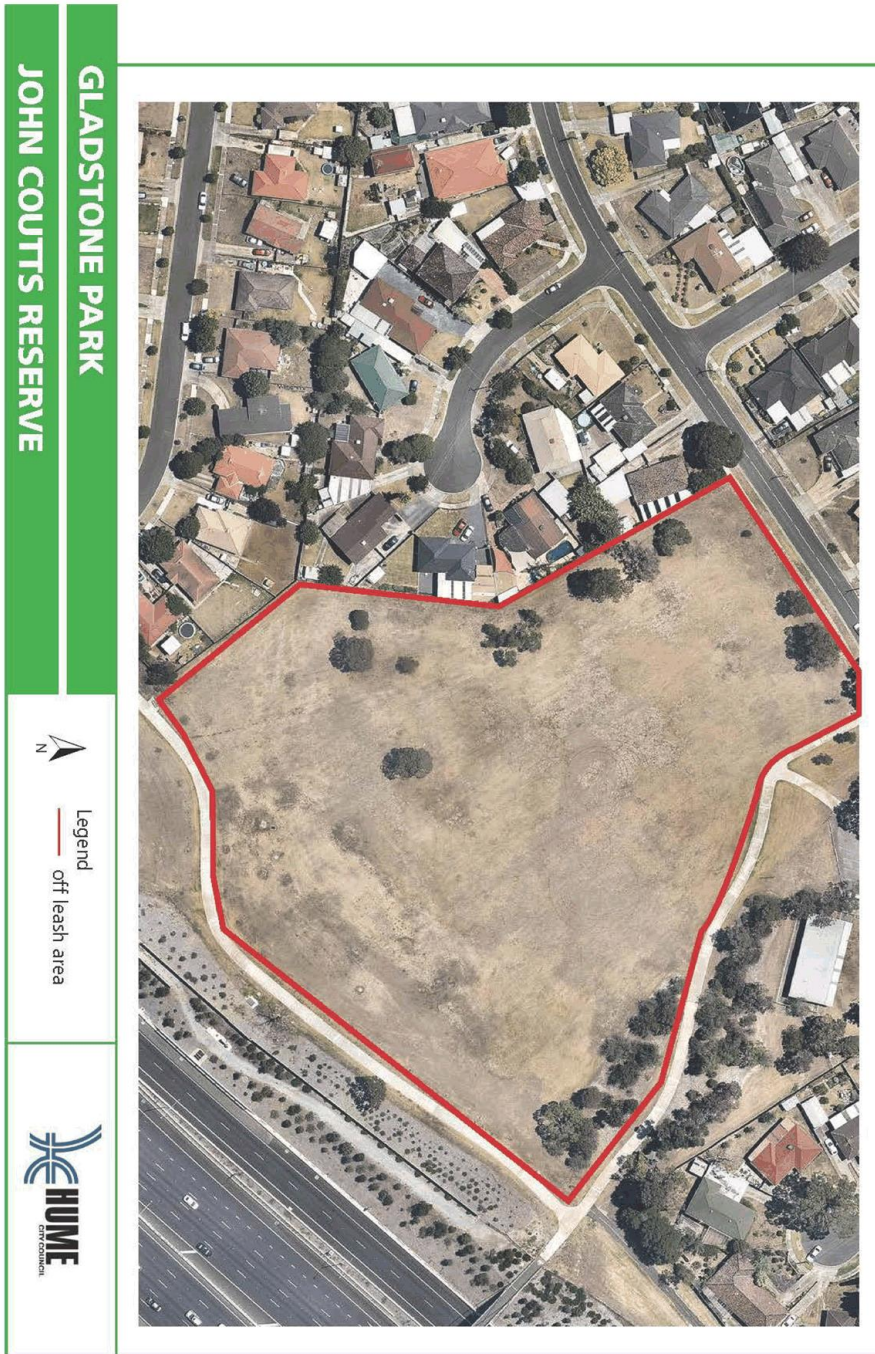 GLADSTONE PARK
JOHN COUTTS RESERVE
N
Legend
off leash area
HUME
CITY COUNCIL